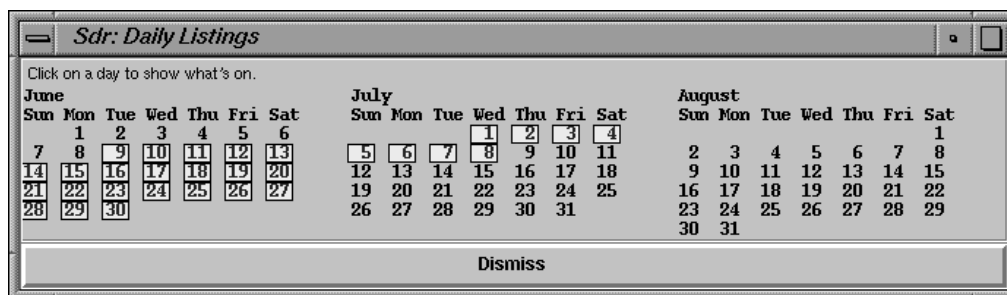 Sdr: Daily Listings
Click on a day to show what's on.
June
Sun Mon Tue Wed Thu Fri Sat
1 2 3 4 5 6
7 8 9 10 11 12 13
14 15 16 17 18 19 20
21 22 23 24 25 26 27
28 29 30
July
Sun Mon Tue Wed Thu Fri Sat
1 2 3 4
5 6 7 8 9 10 11
12 13 14 15 16 17 18
19 20 21 22 23 24 25
26 27 28 29 30 31
August
Sun Mon Tue Wed Thu Fri Sat
1
2 3 4 5 6 7 8
9 10 11 12 13 14 15
16 17 18 19 20 21 22
23 24 25 26 27 28 29
30 31
Dismiss